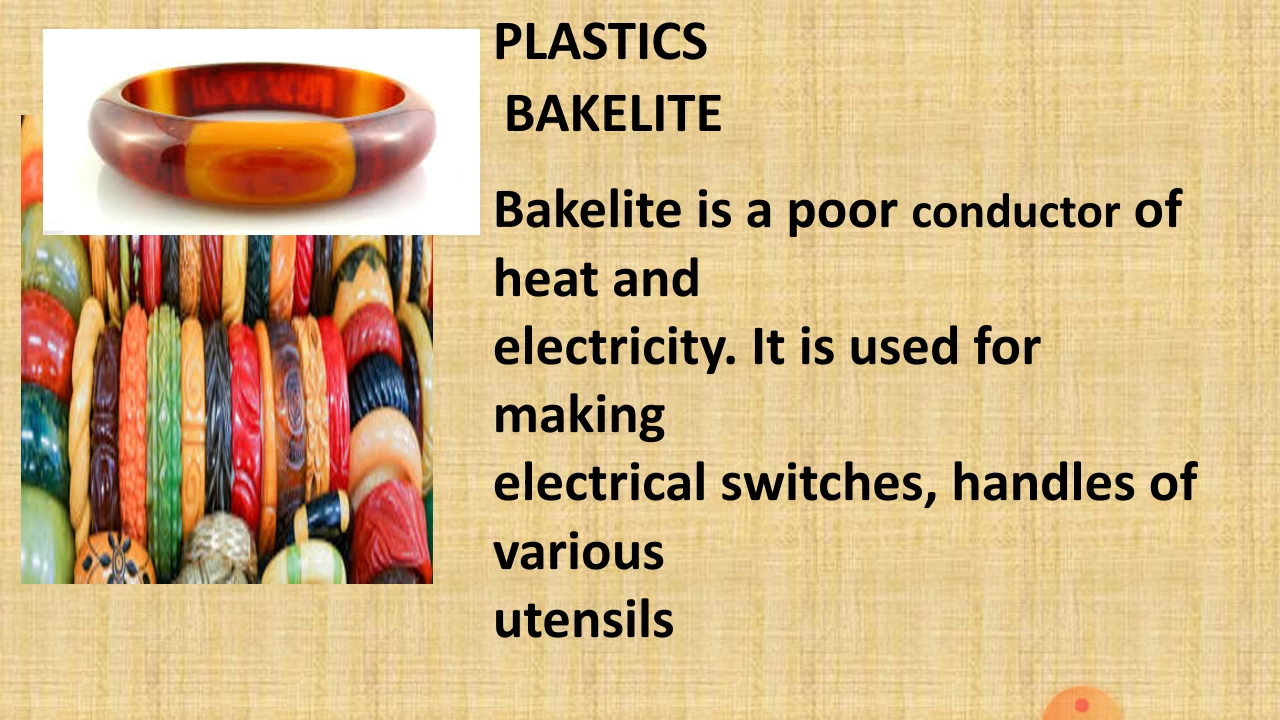 PLASTICS
BAKELITE
Bakelite is a poor conductor of
heat and
electricity. It is used for
making
electrical switches, handles of
various
utensils